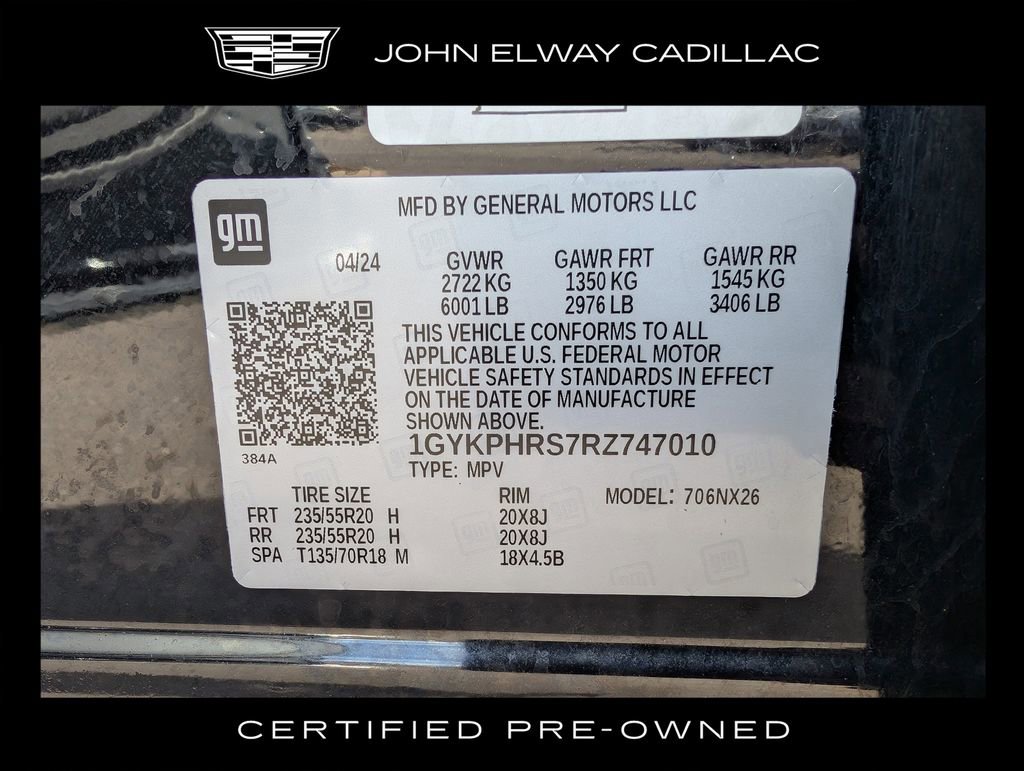 JOHN ELWAY CADILLAC
gm
MFD BY GENERAL MOTORS LLC
04/24 GVWR GAWR FRT GAWR RR
2722 KG 1350 KG 1545 KG
6001 LB 2976 LB 3406 LB
THIS VEHICLE CONFORMS TO ALL
APPLICABLE U.S. FEDERAL MOTOR
VEHICLE SAFETY STANDARDS IN EFFECT
ON THE DATE OF MANUFACTURE
SHOWN ABOVE.
1GYKPHRS7RZ747010
384A
TYPE: MPV
TIRE SIZE RIM MODEL: 706NX26
FRT 235/55R20 H 20X8J
RR 235/55R20 H 20X8J
SPA T135/70R18 M 18X4.5B
CERTIFIED PRE-OWNED